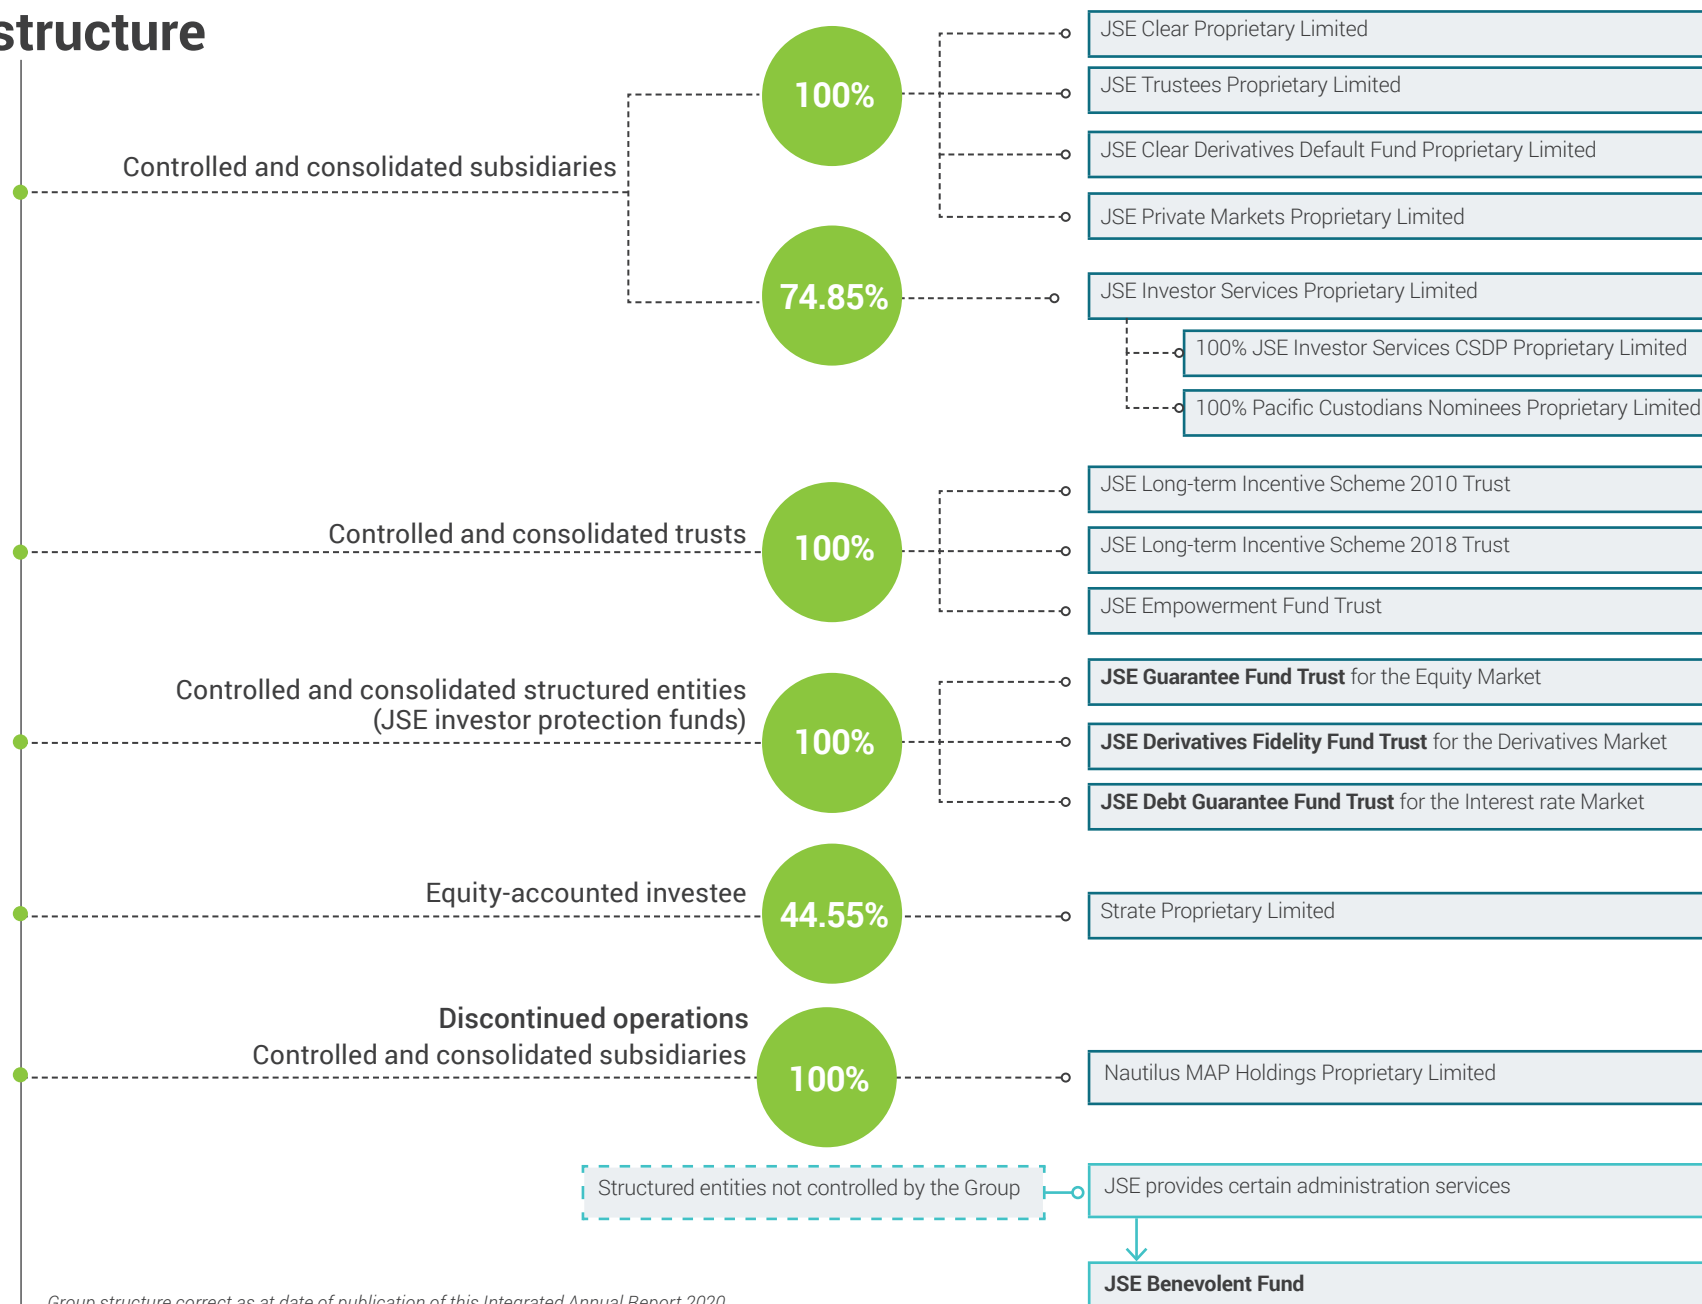 structure
Controlled and consolidated subsidiaries
100%
JSE Clear Proprietary Limited
JSE Trustees Proprietary Limited
JSE Clear Derivatives Default Fund Proprietary Limited
JSE Private Markets Proprietary Limited
74.85%
JSE Investor Services Proprietary Limited
100% JSE Investor Services CSDP Proprietary Limited
100% Pacific Custodians Nominees Proprietary Limited
Controlled and consolidated trusts
100%
JSE Long-term Incentive Scheme 2010 Trust
JSE Long-term Incentive Scheme 2018 Trust
JSE Empowerment Fund Trust
Controlled and consolidated structured entities
(JSE investor protection funds)
100%
JSE Guarantee Fund Trust for the Equity Market
JSE Derivatives Fidelity Fund Trust for the Derivatives Market
JSE Debt Guarantee Fund Trust for the Interest rate Market
Equity-accounted investee
44.55%
Strate Proprietary Limited
Discontinued operations
Controlled and consolidated subsidiaries
100%
Nautilus MAP Holdings Proprietary Limited
Structured entities not controlled by the Group
JSE provides certain administration services
JSE Benevolent Fund
Group structure correct as at date of publication of this Integrated Annual Report 2020